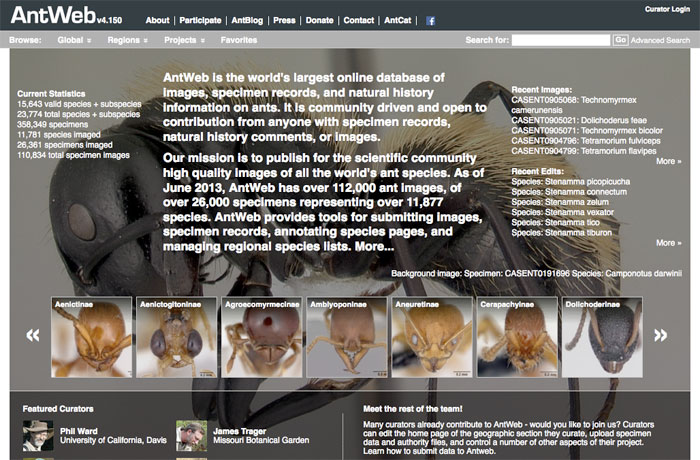 AntWeb v4.150
About | Participate | AntBlog | Press | Donate | Contact | AntCat |
Curator Login
Browse: Global Regions Projects Favorites
Search for: Go Advanced Search
Current Statistics
15,643 valid species + subspecies
23,774 total species + subspecies
358,349 specimens
11,781 species imaged
26,361 specimens imaged
110,834 total specimen images
AntWeb is the world's largest online database of
images, specimen records, and natural history
information on ants. It is community driven and open to
contribution from anyone with specimen records,
natural history comments, or images.
Our mission is to publish for the scientific community
high quality images of all the world's ant species. As of
June 2013, AntWeb has over 112,000 ant images, of
over 26,000 specimens representing over 11,877
species. AntWeb provides tools for submitting images,
specimen records, annotating species pages, and
managing regional species lists. More...
Recent Images:
CASENT0905068: Technomyrmex
camerunensis
CASENT0905021: Dolichoderus feae
CASENT0905071: Technomyrmex bicolor
CASENT0904796: Tetramorium fulviceps
CASENT0904799: Tetramorium flavipes
More »
Recent Edits:
Species: Stenamma picopicucha
Species: Stenamma connectum
Species: Stenamma zelum
Species: Stenamma vexator
Species: Stenamma tico
Species: Stenamma tiburon
More »
Background image: Specimen: CASENT0191696 Species: Camponotus darwinii
« Aenictinae Aenictogitoninae Agroecomyrmecinae Amblyoponinae Aneuretinae Cerapachyinae Dolichoderinae »
Featured Curators
Phil Ward
University of California, Davis
James Trager
Missouri Botanical Garden
Meet the rest of the team!
Many curators already contribute to AntWeb - would you like to join us? Curators
can edit the home page of the geographic section they curate, upload specimen
data and authority files, and control a number of other aspects of their project.
Learn how to submit data to Antweb.